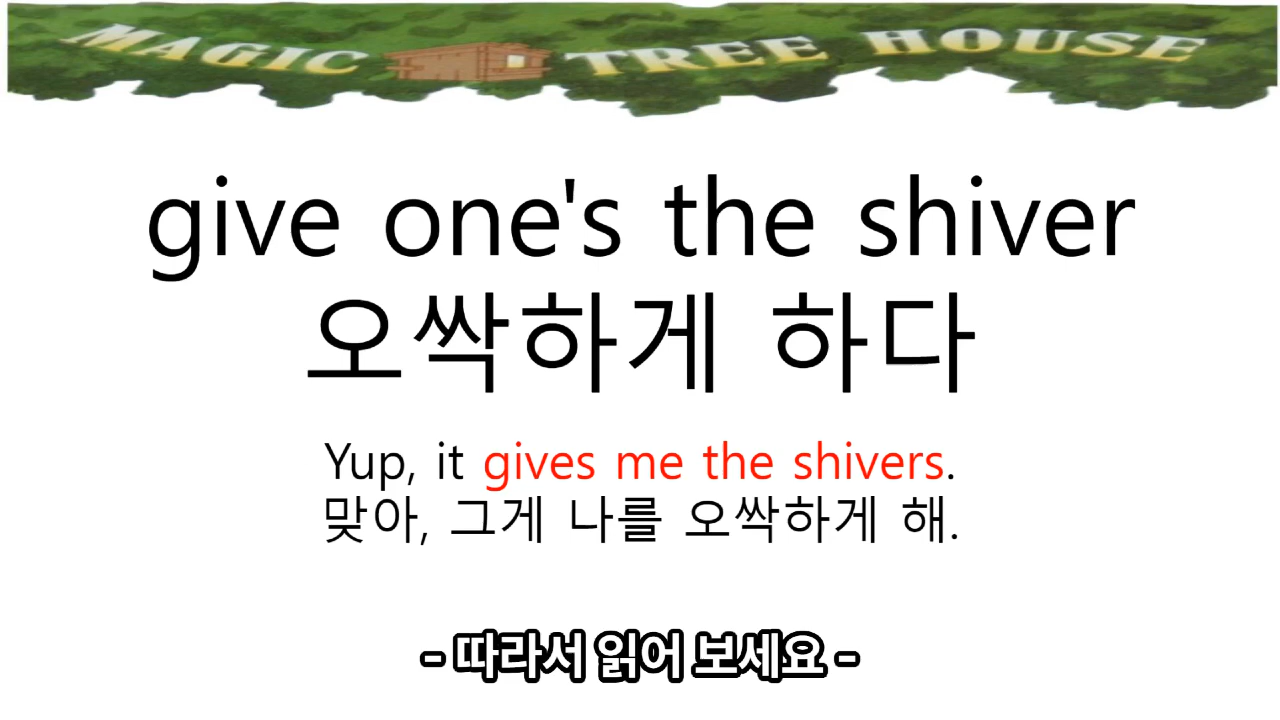 MAGIC TREE HOUSE
give one's the shiver
오싹하게 하다
Yup, it gives me the shivers.
맞아, 그게 나를 오싹하게 해.
- 따라서 읽어 보세요 -